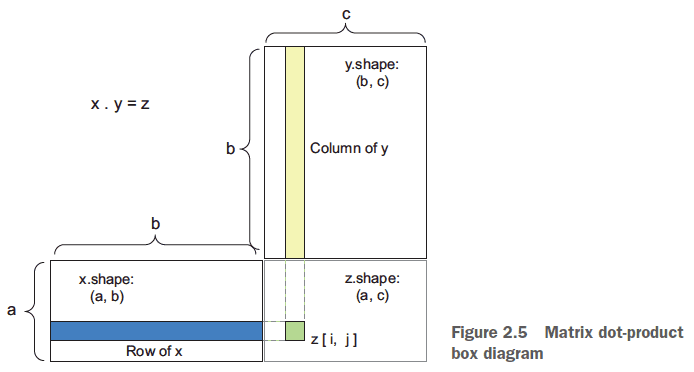 c
y.shape:
(b, c)
x . y = z
b
Column of y
b
x.shape:
(a, b)
z.shape:
(a, c)
a
z [ i, j ]
Row of x
Figure 2.5 Matrix dot-product
box diagram